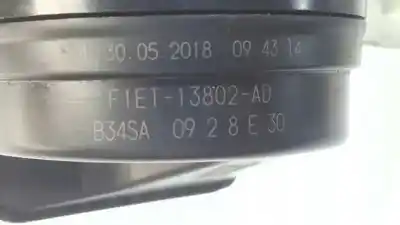 30.05.2018 09 43 14
F1ET-13802-AD
B34SA 09 2 8 E 30